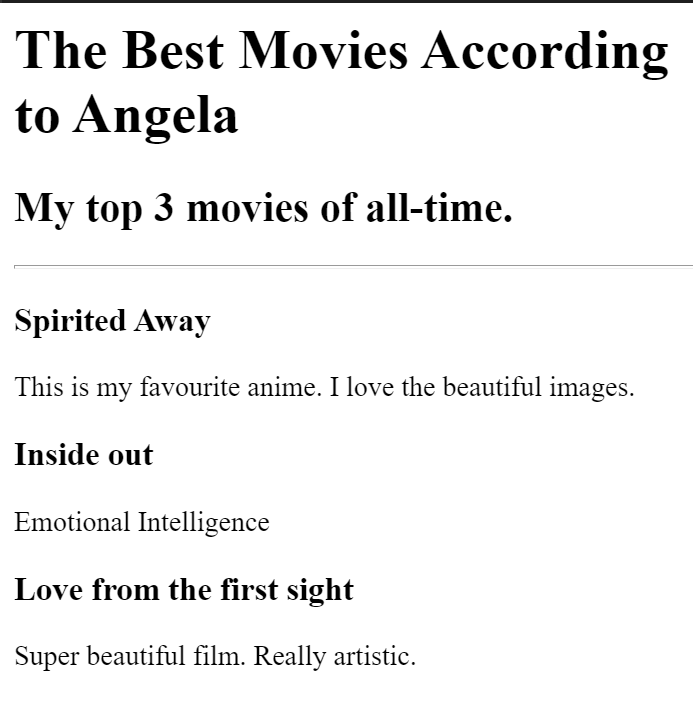 The Best Movies According
to Angela
My top 3 movies of all-time.
Spirited Away
This is my favourite anime. I love the beautiful images.
Inside out
Emotional Intelligence
Love from the first sight
Super beautiful film. Really artistic.